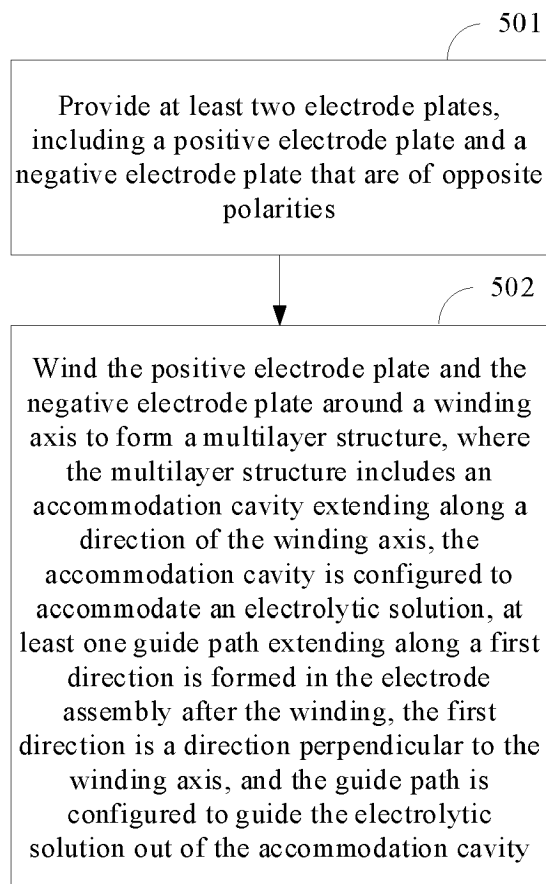 501
Provide at least two electrode plates,
including a positive electrode plate and a
negative electrode plate that are of opposite
polarities
502
Wind the positive electrode plate and the
negative electrode plate around a winding
axis to form a multilayer structure, where
the multilayer structure includes an
accommodation cavity extending along a
direction of the winding axis, the
accommodation cavity is configured to
accommodate an electrolytic solution, at
least one guide path extending along a first
direction is formed in the electrode
assembly after the winding, the first
direction is a direction perpendicular to the
winding axis, and the guide path is
configured to guide the electrolytic
solution out of the accommodation cavity